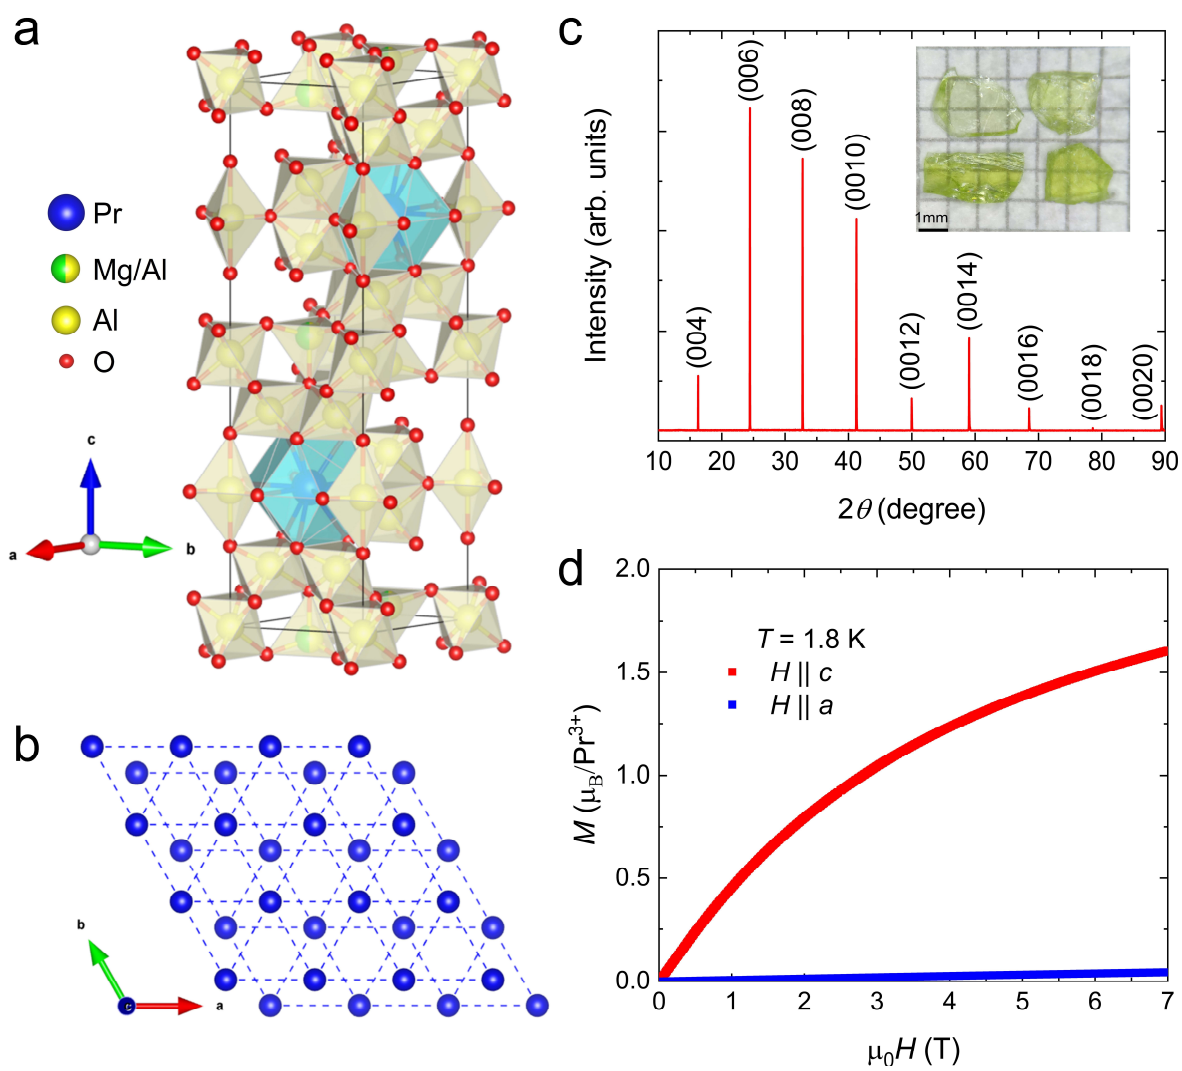 a
Pr
Mg/Al
Al
O
c
a
b
b
b
c
a
c
Intensity (arb. units)
(004)
(006)
(008)
(0010)
(0012)
(0014)
(0016)
(0018)
(0020)
1mm
10 20 30 40 50 60 70 80 90
2θ (degree)
d
M (μB/Pr3+)
2.0
1.5
1.0
0.5
0.0
T = 1.8 K
H || c
H || a
0 1 2 3 4 5 6 7
μ0H (T)